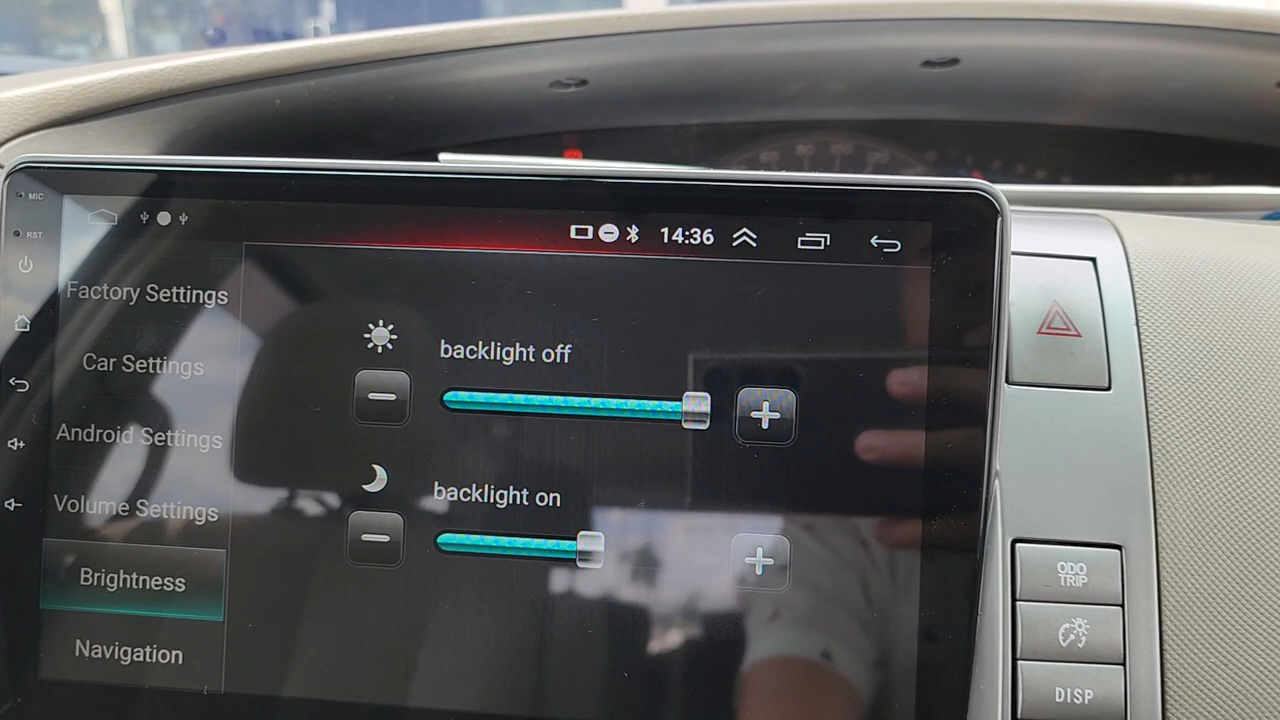 MIC
RST
14:36
Factory Settings
Car Settings
Android Settings
Volume Settings
Brightness
Navigation
backlight off
backlight on
ODO
TRIP
DISP